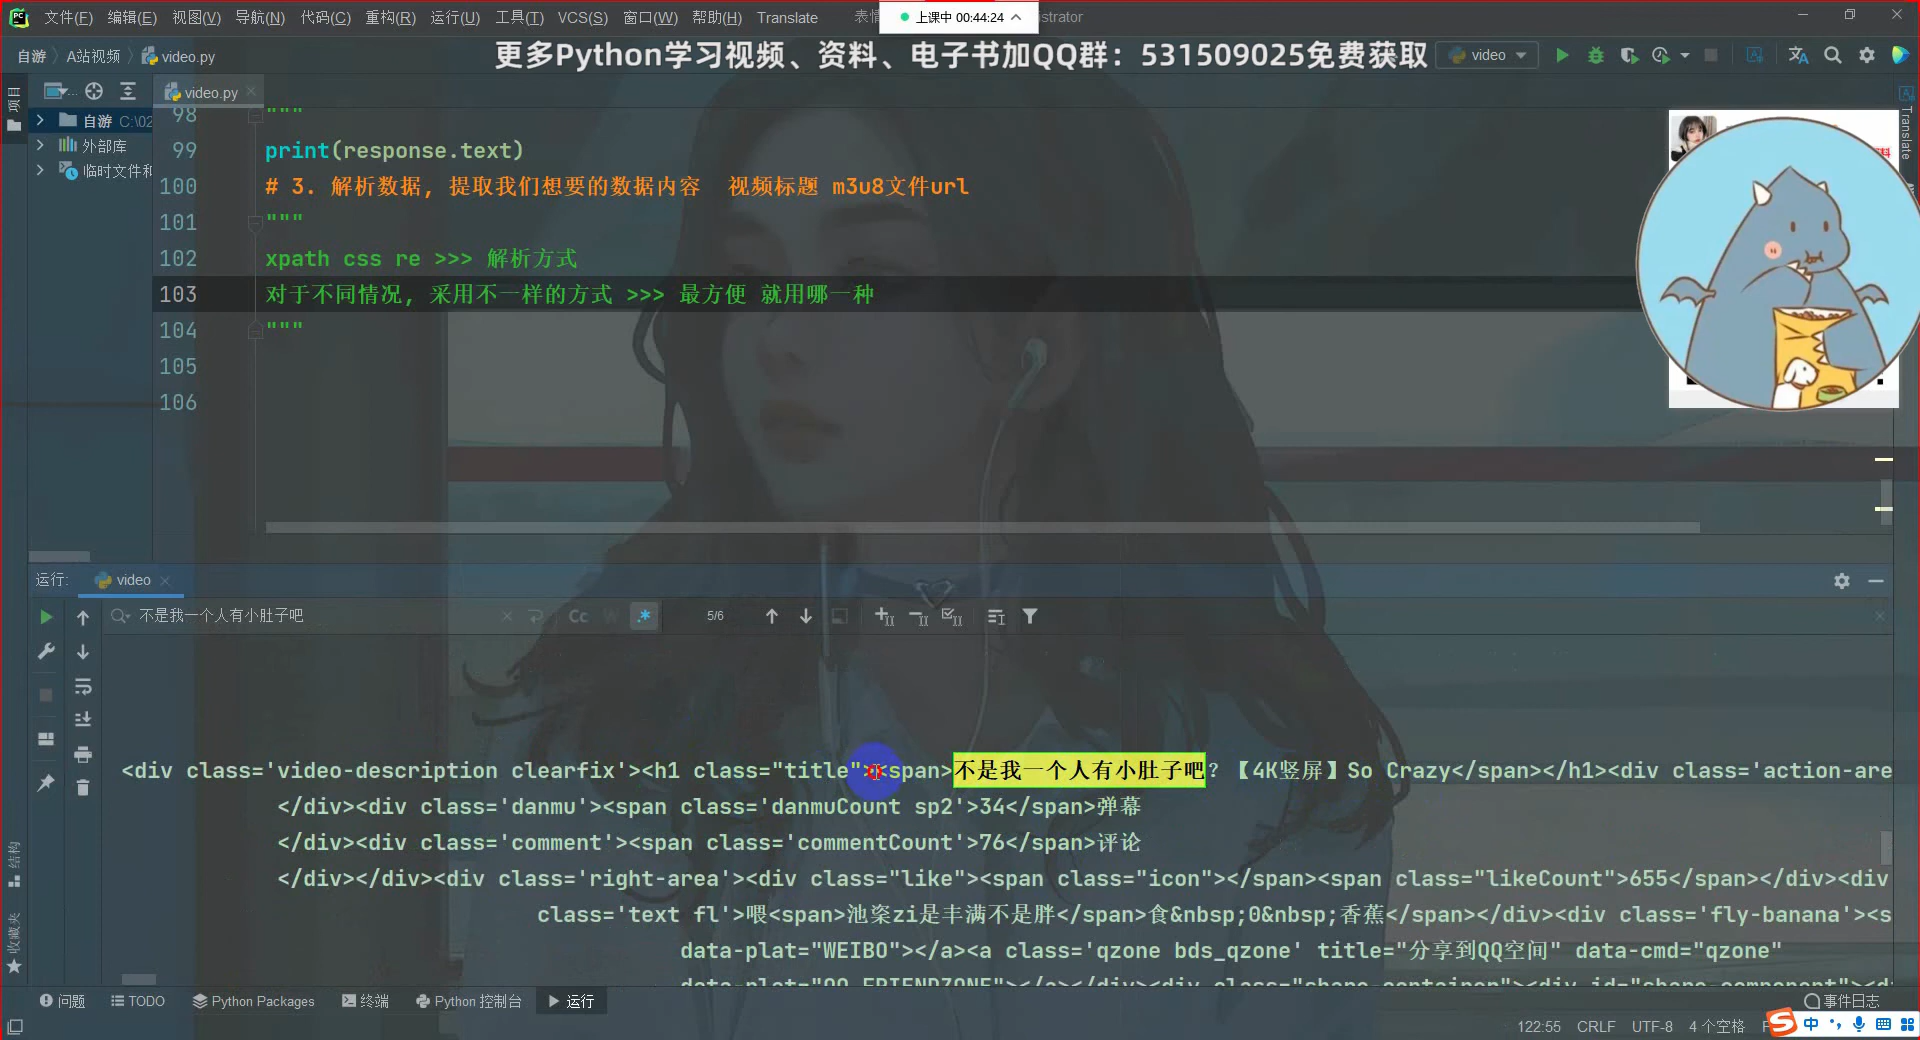 文件(F) 编辑(E) 视图(V) 导航(N) 代码(C) 重构(R) 运行(U) 工具(T) VCS(S) 窗口(W) 帮助(H) Translate
上课中 00:44:24
自游 A站视频 video.py
更多Python学习视频、资料、电子书加QQ群：531509025免费获取
video
项目
video.py
Translate
自游 C:\02
外部库
临时文件和
98 """
99 print(response.text)
100 # 3. 解析数据, 提取我们想要的数据内容 视频标题 m3u8文件url
101 """
102 xpath css re >>> 解析方式
103 对于不同情况, 采用不一样的方式 >>> 最方便 就用哪一种
104 """
105
106
运行: video
不是我一个人有小肚子吧 Cc W .* 5/6
<div class='video-description clearfix'><h1 class="title"><span>不是我一个人有小肚子吧？【4K竖屏】So Crazy</span></h1><div class='action-are
</div><div class='danmu'><span class='danmuCount sp2'>34</span>弹幕
</div><div class='comment'><span class='commentCount'>76</span>评论
</div></div><div class='right-area'><div class="like"><span class="icon"></span><span class="likeCount">655</span></div><div
class='text fl'>喂<span>池棠zi是丰满不是胖</span>食&nbsp;0&nbsp;香蕉</span></div><div class='fly-banana'><s
data-plat="WEIBO"></a><a class='qzone bds_qzone' title="分享到QQ空间" data-cmd="qzone"
结构
收藏夹
问题 TODO Python Packages 终端 Python 控制台 运行
事件日志
122:55 CRLF UTF-8 4 个空格
中